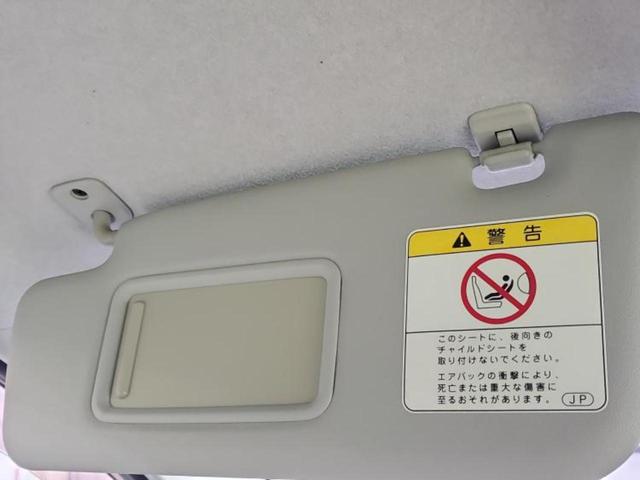 警告
このシートに、後向きの
チャイルドシートを
取り付けないでください。
エアバックの衝撃により、
死亡または重大な傷害に
至るおそれがあります。
JP